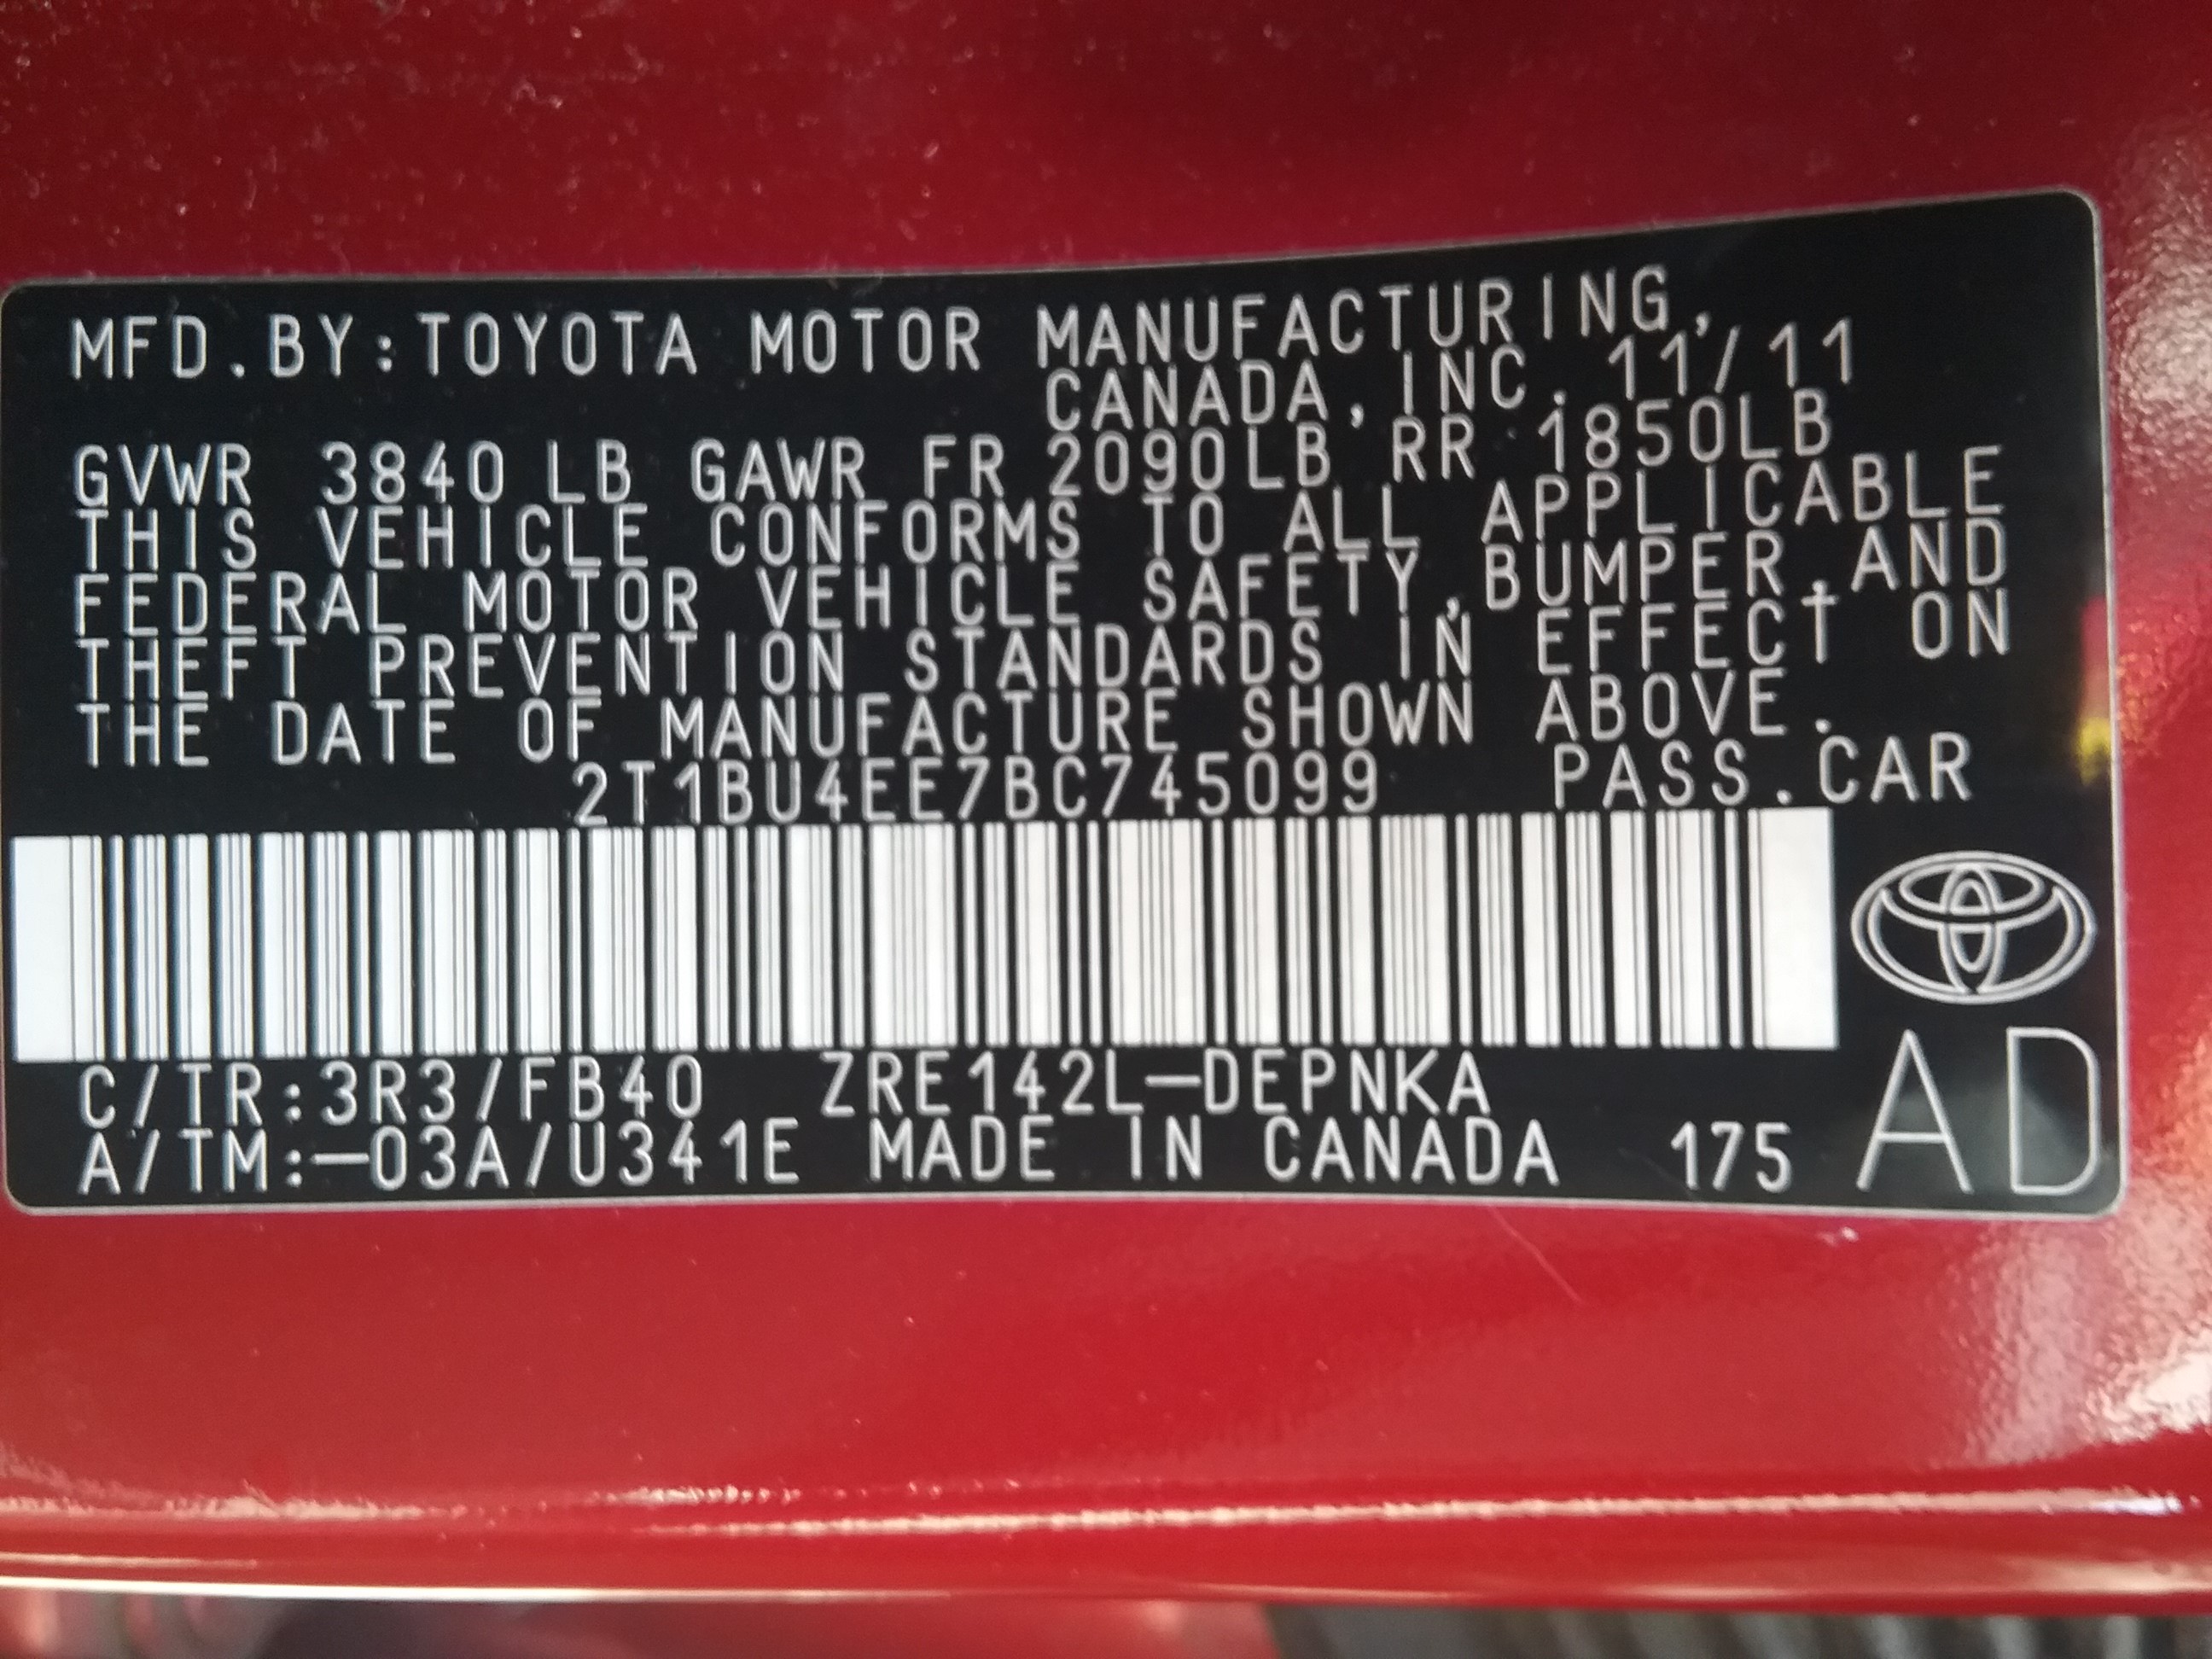 MFD.BY:TOYOTA MOTOR MANUFACTURING,
CANADA,INC. 11/11
GVWR 3840 LB GAWR FR 2090LB RR 1850LB
THIS VEHICLE CONFORMS TO ALL APPLICABLE
FEDERAL MOTOR VEHICLE SAFETY,BUMPER,AND
THEFT PREVENTION STANDARDS IN EFFECT ON
THE DATE OF MANUFACTURE SHOWN ABOVE.
2T1BU4EE7BC745099 PASS.CAR
C/TR:3R3/FB40 ZRE142L-DEPNKA
A/TM:-03A/U341E MADE IN CANADA 175 AD